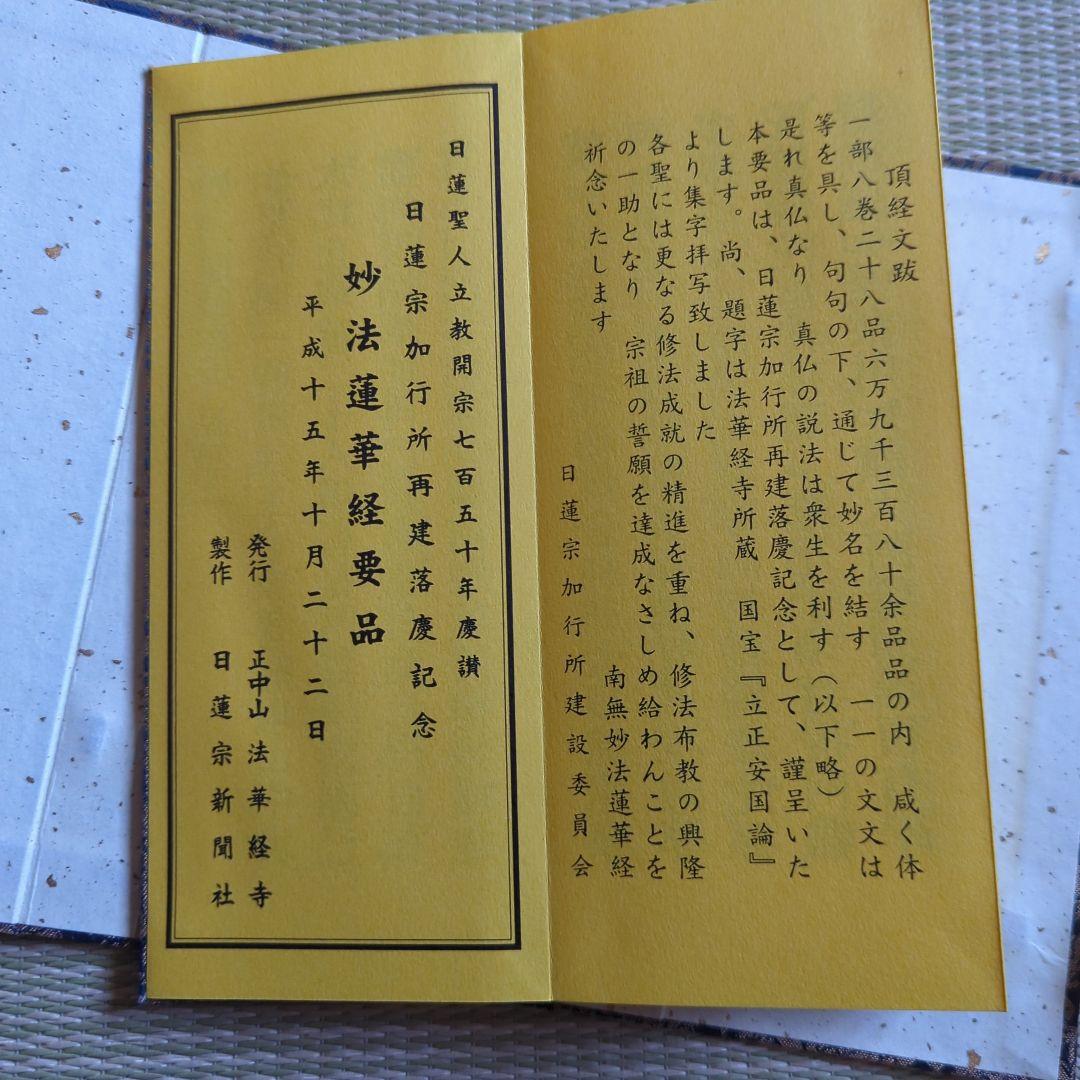 頂経文跋
一部八巻二十八品六万九千三百八十余品品の内　咸く体
等を具し、句句の下、通じて妙名を結す　一一の文文は
是れ真仏なり　真仏の説法は衆生を利す（以下略）
本要品は、日蓮宗加行所再建落慶記念として、謹呈いた
します。尚、題字は法華経寺所蔵　国宝『立正安国論』
より集字拝写致しました
各聖には更なる修法成就の精進を重ね、修法布教の興隆
の一助となり　宗祖の誓願を達成なさしめ給わんことを
祈念いたします　南無妙法蓮華経
日蓮宗加行所建設委員会
日蓮聖人立教開宗七百五十年慶讃
日蓮宗加行所再建落慶記念
妙法蓮華経要品
平成十五年十月二十二日
発行　正中山　法華経寺
製作　日蓮宗新聞社